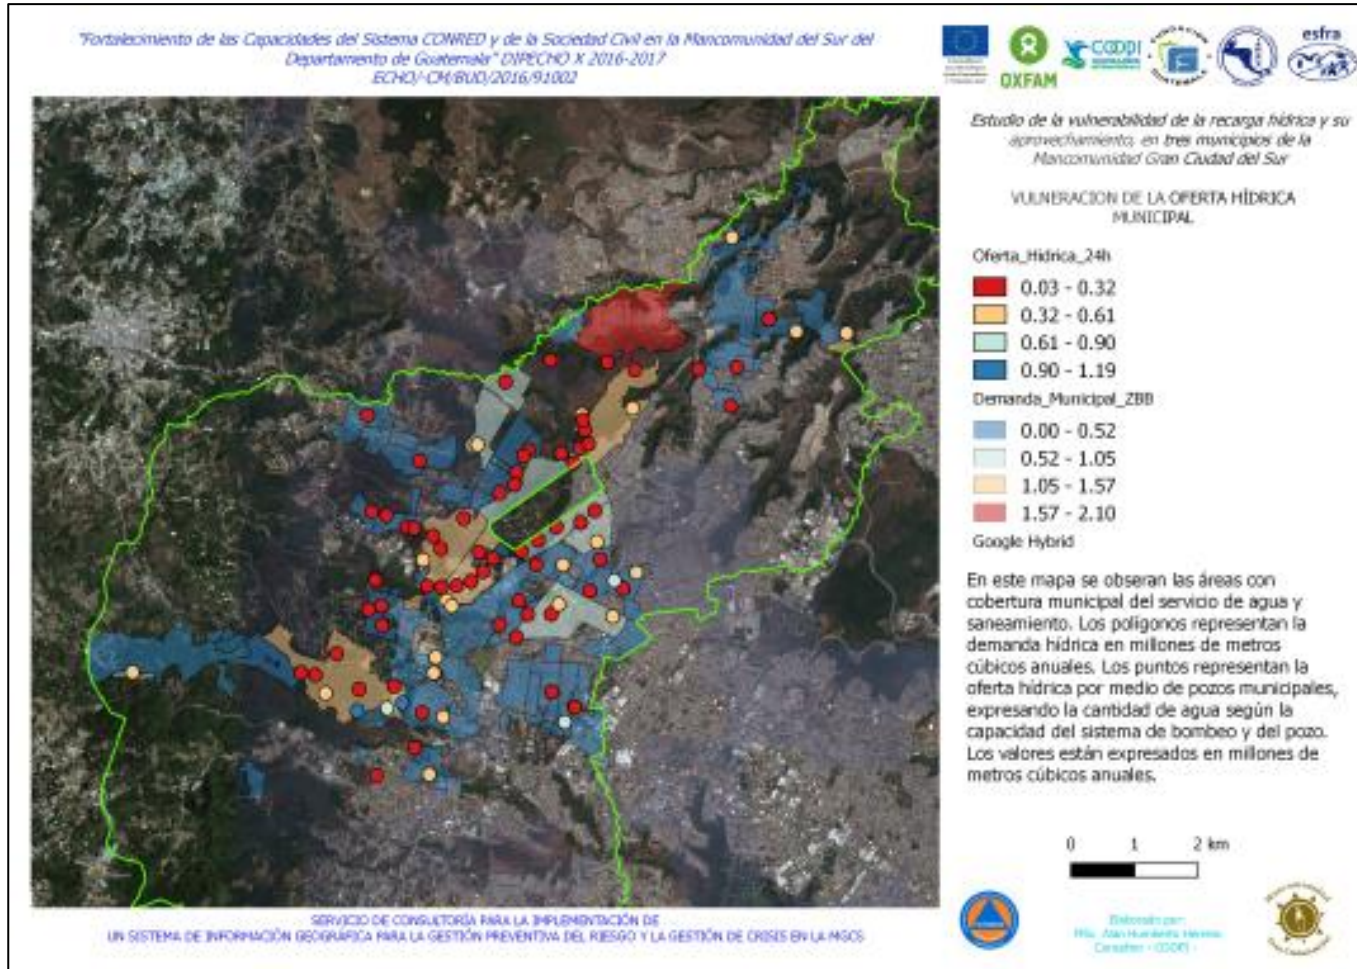 "Fortalecimiento de las Capacidades del Sistema CONRED y de la Sociedad Civil en la Mancomunidad del Sur del
Departamento de Guatemala" DIPECHO X 2016-2017
ECHO/-CM/BUD/2016/91002
OXFAM
COOPI
esfra
Estudio de la vulnerabilidad de la recarga hídrica y su
aprovechamiento, en tres municipios de la
Mancomunidad Gran Ciudad del Sur
VULNERACION DE LA OFERTA HÍDRICA
MUNICIPAL
Oferta_Hidrica_24h
0.03 - 0.32
0.32 - 0.61
0.61 - 0.90
0.90 - 1.19
Demanda_Municipal_ZBB
0.00 - 0.52
0.52 - 1.05
1.05 - 1.57
1.57 - 2.10
Google Hybrid
En este mapa se obseran las áreas con
cobertura municipal del servicio de agua y
saneamiento. Los polígonos representan la
demanda hídrica en millones de metros
cúbicos anuales. Los puntos representan la
oferta hídrica por medio de pozos municipales,
expresando la cantidad de agua según la
capacidad del sistema de bombeo y del pozo.
Los valores están expresados en millones de
metros cúbicos anuales.
0 1 2 km
SERVICIO DE CONSULTORÍA PARA LA IMPLEMENTACIÓN DE
UN SISTEMA DE INFORMACIÓN GEOGRÁFICA PARA LA GESTIÓN PREVENTIVA DEL RIESGO Y LA GESTIÓN DE CRISIS EN LA MGCS
Elaborado por:
MSc. Alan Humberto
Consultor - COOPI -